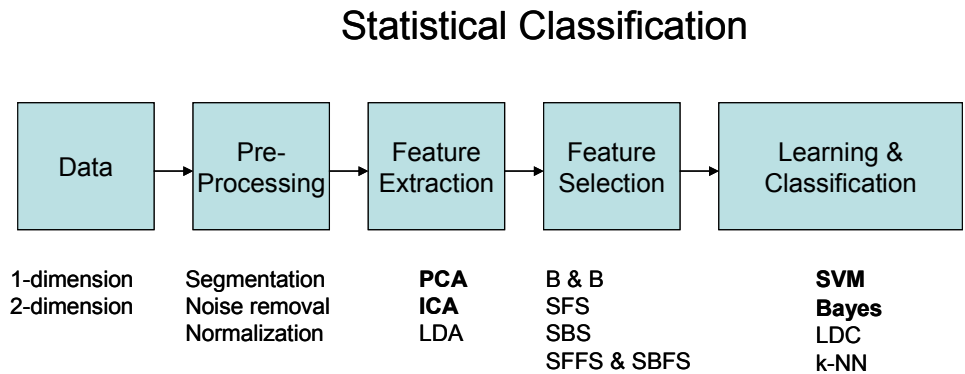 Statistical Classification
Data
Pre-
Processing
Feature
Extraction
Feature
Selection
Learning &
Classification
1-dimension
2-dimension
Segmentation
Noise removal
Normalization
PCA
ICA
LDA
B & B
SFS
SBS
SFFS & SBFS
SVM
Bayes
LDC
k-NN